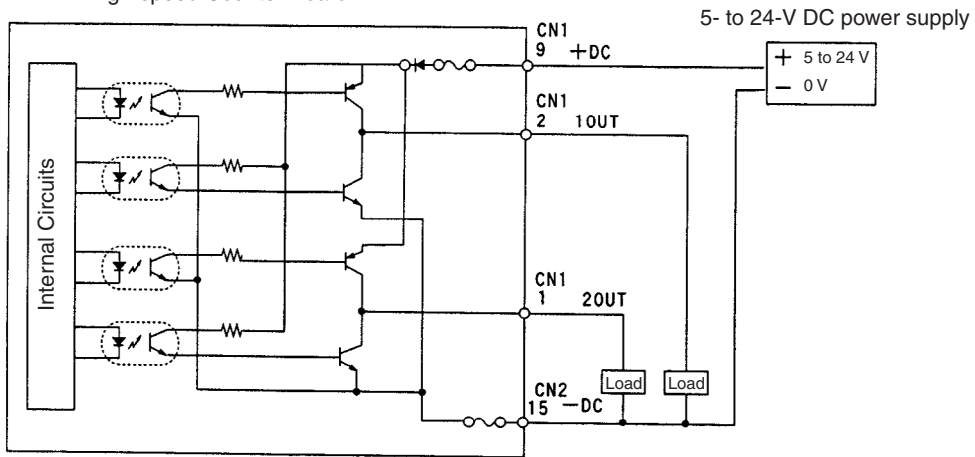 5- to 24-V DC power supply
CN1
9 +DC
+ 5 to 24 V
− 0 V
CN1
2 1OUT
Internal Circuits
CN1
1 2OUT
Load
Load
CN2
15 −DC